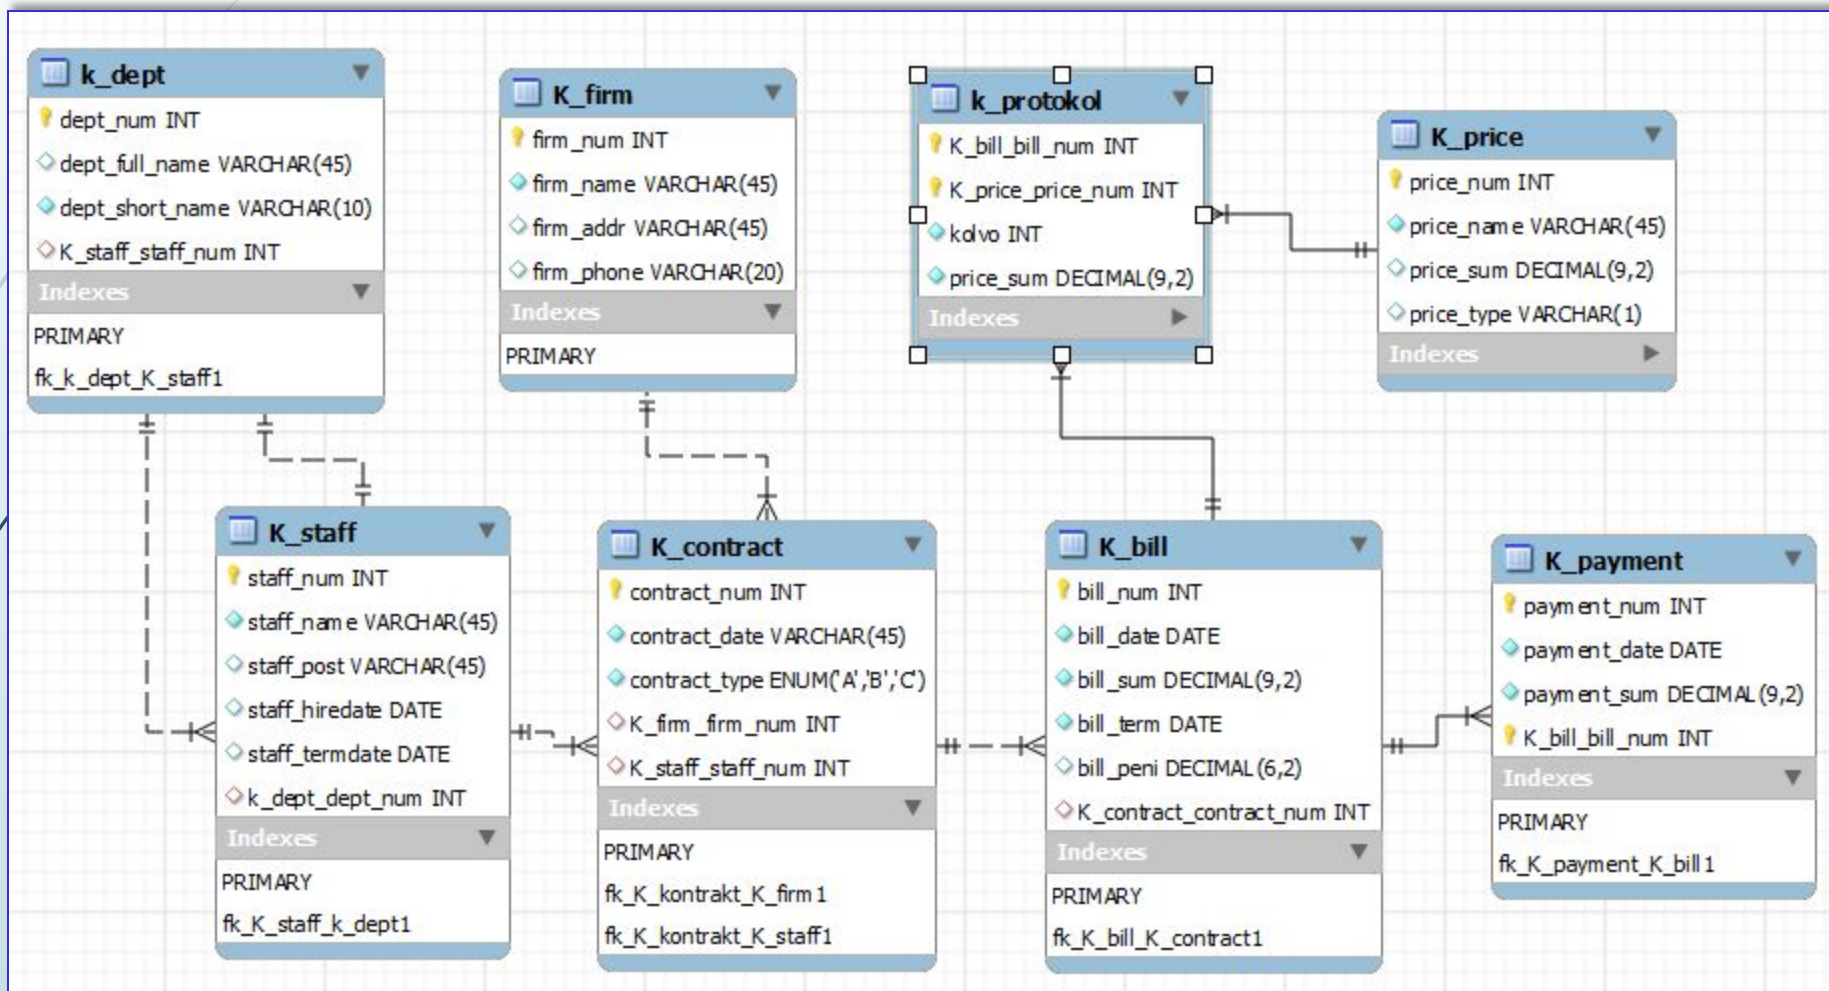 k_dept
dept_num INT
dept_full_name VARCHAR(45)
dept_short_name VARCHAR(10)
K_staff_staff_num INT
Indexes
PRIMARY
fk_k_dept_K_staff1
K_firm
firm_num INT
firm_name VARCHAR(45)
firm_addr VARCHAR(45)
firm_phone VARCHAR(20)
Indexes
PRIMARY
k_protokol
K_bill_bill_num INT
K_price_price_num INT
kolvo INT
price_sum DECIMAL(9,2)
Indexes
K_price
price_num INT
price_name VARCHAR(45)
price_sum DECIMAL(9,2)
price_type VARCHAR(1)
Indexes
K_staff
staff_num INT
staff_name VARCHAR(45)
staff_post VARCHAR(45)
staff_hiredate DATE
staff_termdate DATE
k_dept_dept_num INT
Indexes
PRIMARY
fk_K_staff_k_dept1
K_contract
contract_num INT
contract_date VARCHAR(45)
contract_type ENUM('A','B','C')
K_firm_firm_num INT
K_staff_staff_num INT
Indexes
PRIMARY
fk_K_kontrakt_K_firm1
fk_K_kontrakt_K_staff1
K_bill
bill_num INT
bill_date DATE
bill_sum DECIMAL(9,2)
bill_term DATE
bill_peni DECIMAL(6,2)
K_contract_contract_num INT
Indexes
PRIMARY
fk_K_bill_K_contract1
K_payment
payment_num INT
payment_date DATE
payment_sum DECIMAL(9,2)
K_bill_bill_num INT
Indexes
PRIMARY
fk_K_payment_K_bill1